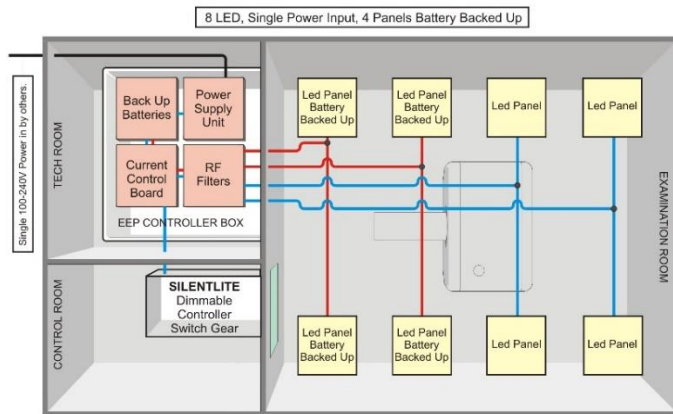 8 LED, Single Power Input, 4 Panels Battery Backed Up
Single 100-240V Power in by others.
TECH ROOM
Back Up
Batteries
Power
Supply
Unit
Current
Control
Board
RF
Filters
EEP CONTROLLER BOX
CONTROL ROOM
SILENTLITE
Dimmable
Controller
Switch Gear
Led Panel
Battery
Backed Up
Led Panel
Battery
Backed Up
Led Panel
Led Panel
EXAMINATION ROOM
Led Panel
Battery
Backed Up
Led Panel
Battery
Backed Up
Led Panel
Led Panel